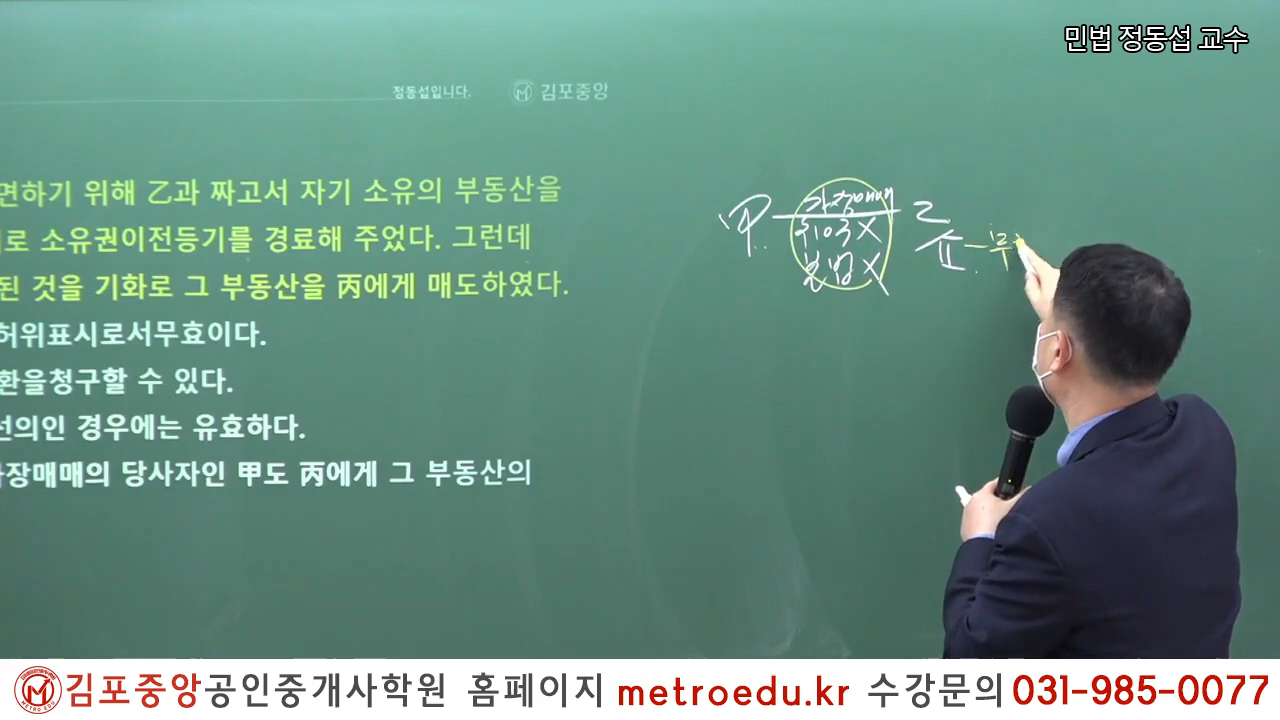 민법 정동섭 교수
정동섭입니다. 김포중앙
면하기 위해 乙과 짜고서 자기 소유의 부동산을
로 소유권이전등기를 경료해 주었다. 그런데
된 것을 기화로 그 부동산을 丙에게 매도하였다.
허위표시로서무효이다.
환을청구할 수 있다.
선의인 경우에는 유효하다.
장매매의 당사자인 甲도 丙에게 그 부동산의
甲 가장매매 乙
취소 X
불법 X
김포중앙공인중개사학원 홈페이지 metroedu.kr 수강문의 031-985-0077